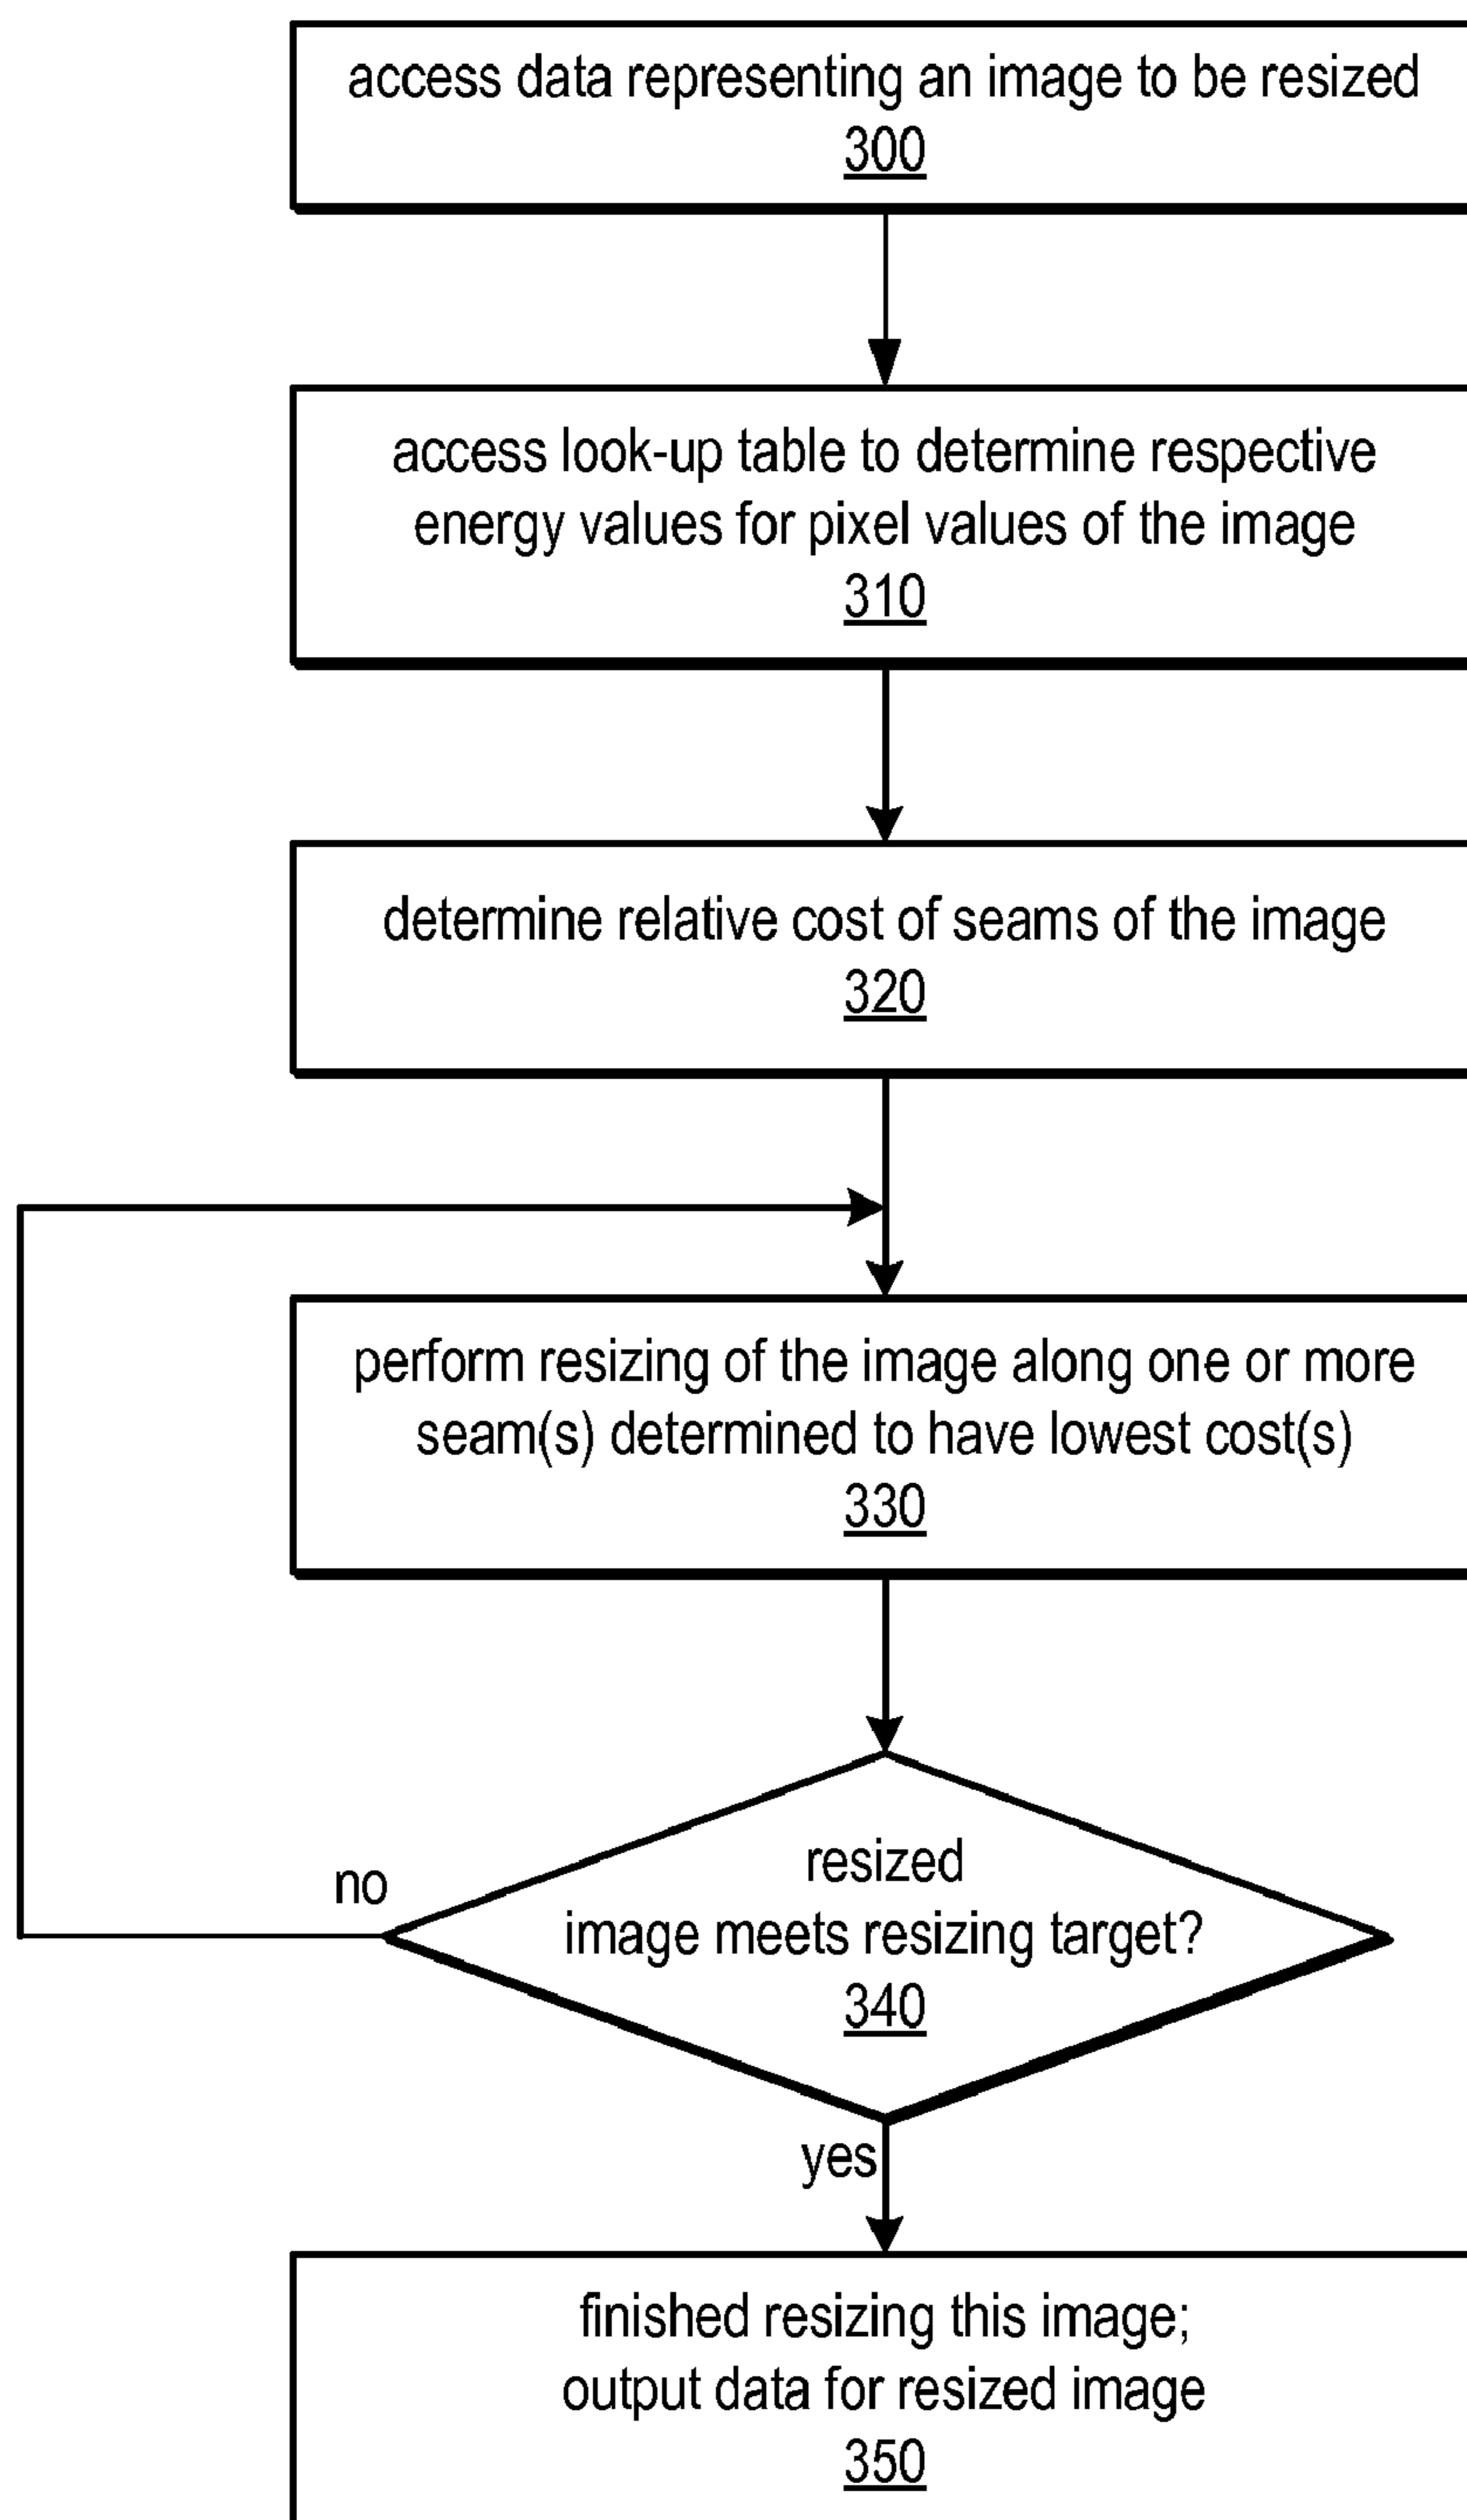 access data representing an image to be resized
300
access look-up table to determine respective
energy values for pixel values of the image
310
determine relative cost of seams of the image
320
perform resizing of the image along one or more
seam(s) determined to have lowest cost(s)
330
resized
image meets resizing target?
340
no
yes
finished resizing this image;
output data for resized image
350